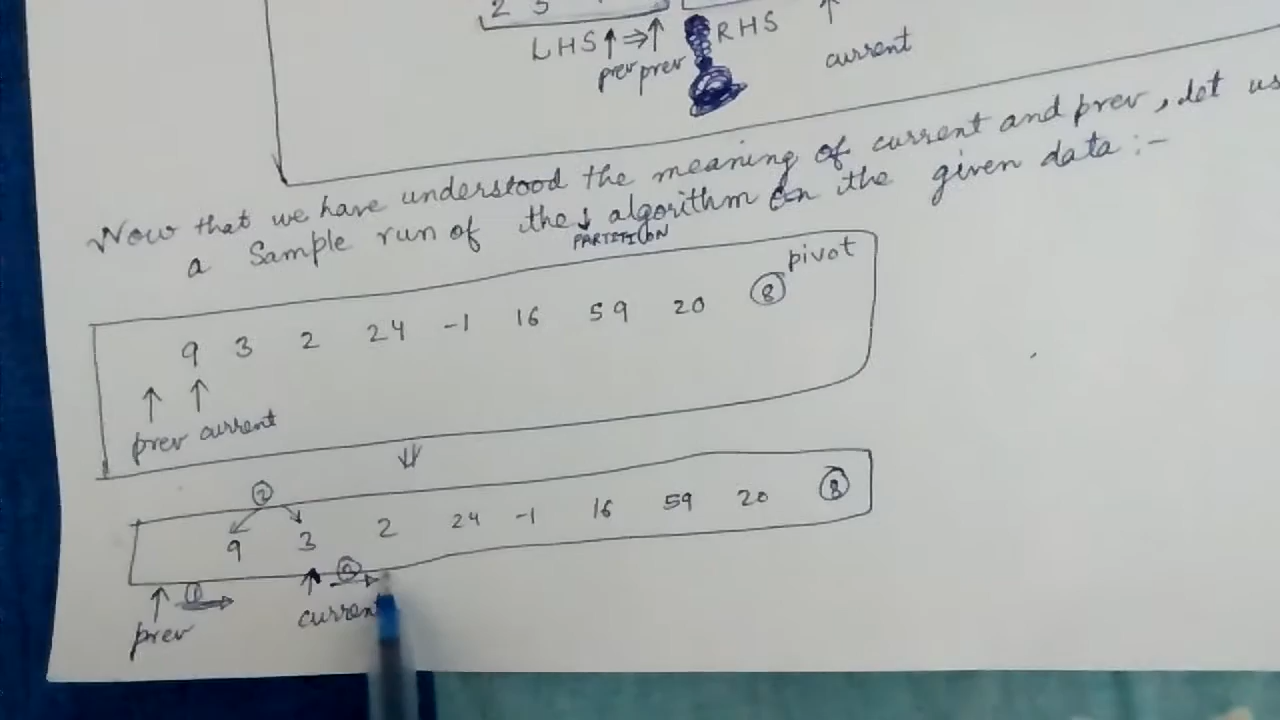 2 3
LHS ↑ ⇒ ↑ RHS ↑
prev prev current
Now that we have understood the meaning of current and prev, let us
a Sample run of the PARTITION algorithm on the given data :-
pivot
9 3 2 24 -1 16 59 20 8
↑ ↑
prev current
⇓
2
9 3 2 24 -1 16 59 20 8
↑ 1 → ↑ →
prev current